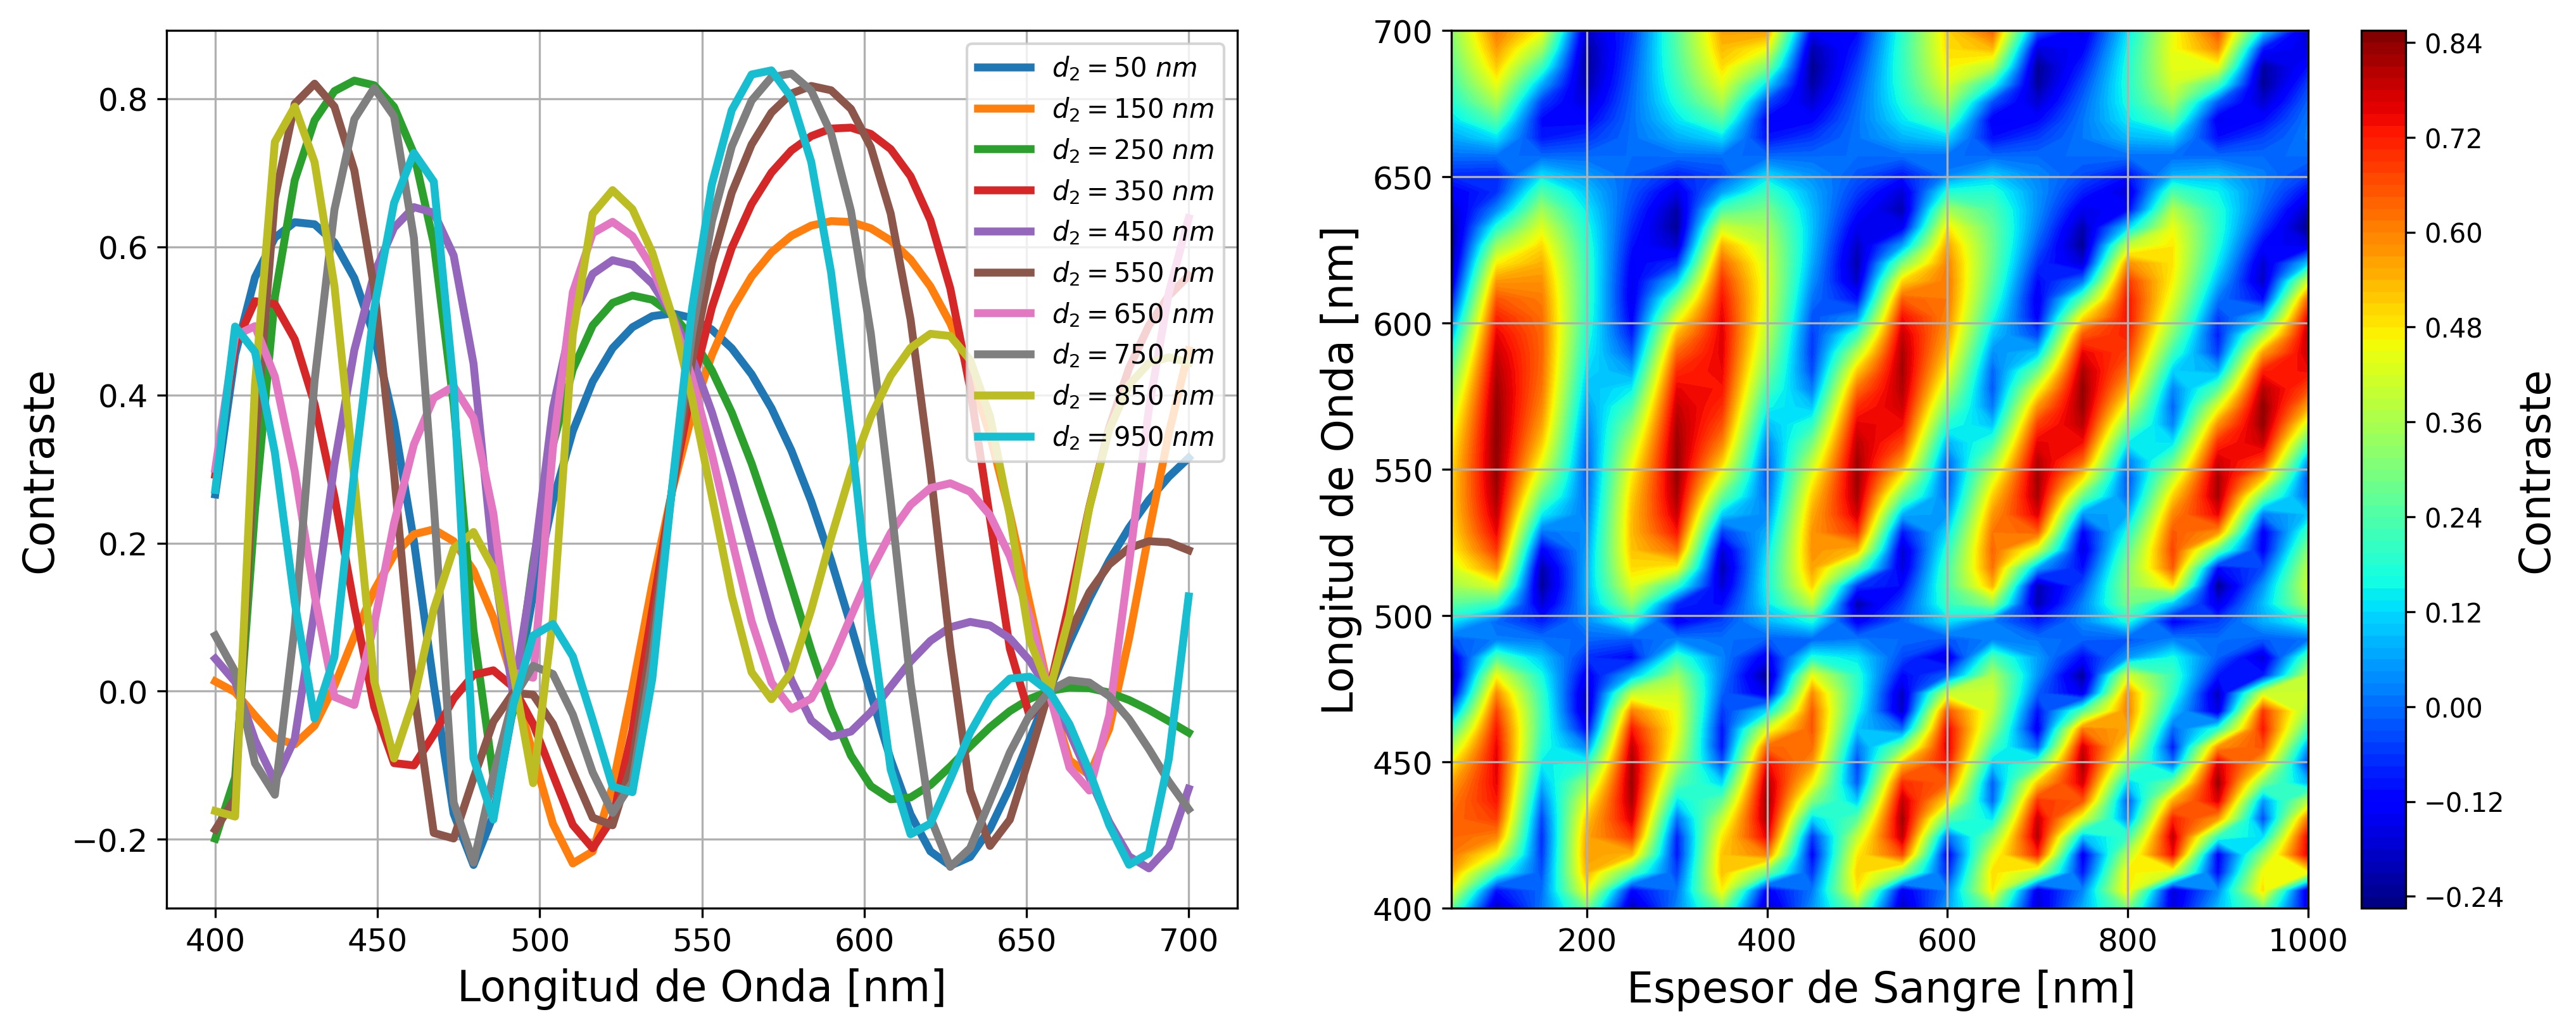 Contraste
0.8
0.6
0.4
0.2
0.0
−0.2
400 450 500 550 600 650 700
Longitud de Onda [nm]
d₂ = 50 nm
d₂ = 150 nm
d₂ = 250 nm
d₂ = 350 nm
d₂ = 450 nm
d₂ = 550 nm
d₂ = 650 nm
d₂ = 750 nm
d₂ = 850 nm
d₂ = 950 nm
Longitud de Onda [nm]
700
650
600
550
500
450
400
200 400 600 800 1000
Espesor de Sangre [nm]
0.84
0.72
0.60
0.48
0.36
0.24
0.12
0.00
−0.12
−0.24
Contraste